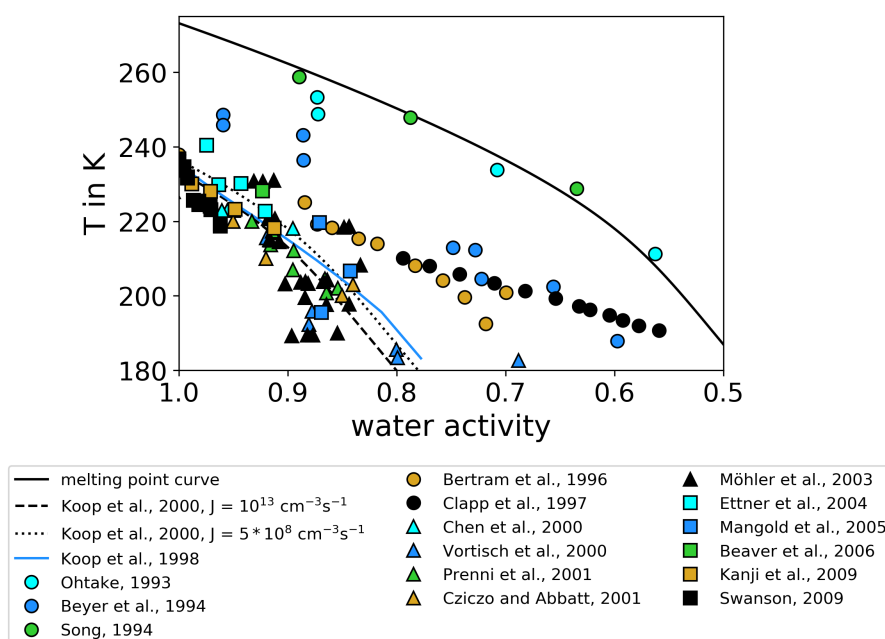 260
240
220
200
180
T in K
1.0 0.9 0.8 0.7 0.6 0.5
water activity
melting point curve
Koop et al., 2000, J = 10¹³ cm⁻³s⁻¹
Koop et al., 2000, J = 5*10⁸ cm⁻³s⁻¹
Koop et al., 1998
Ohtake, 1993
Beyer et al., 1994
Song, 1994
Bertram et al., 1996
Clapp et al., 1997
Chen et al., 2000
Vortisch et al., 2000
Prenni et al., 2001
Cziczo and Abbatt, 2001
Möhler et al., 2003
Ettner et al., 2004
Mangold et al., 2005
Beaver et al., 2006
Kanji et al., 2009
Swanson, 2009